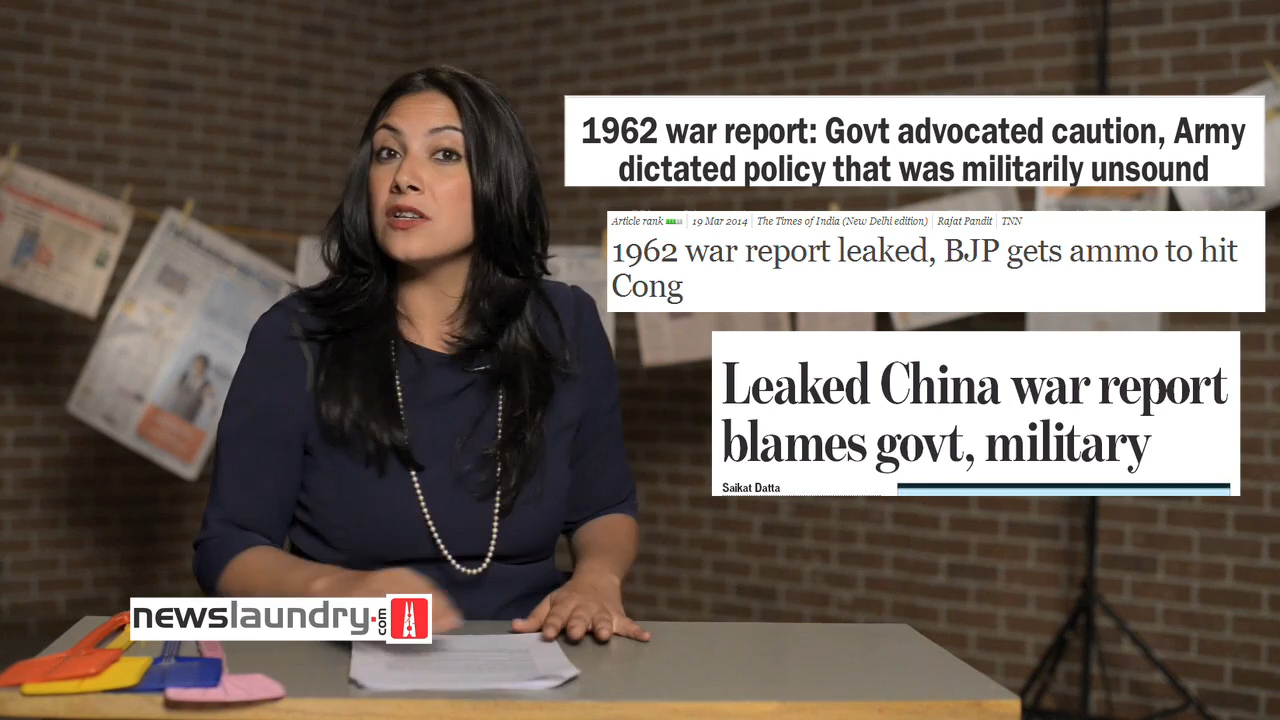 1962 war report: Govt advocated caution, Army
dictated policy that was militarily unsound
Article rank 19 Mar 2014 The Times of India (New Delhi edition) Rajat Pandit TNN
1962 war report leaked, BJP gets ammo to hit
Cong
Leaked China war report
blames govt, military
Saikat Datta
newslaundry.com